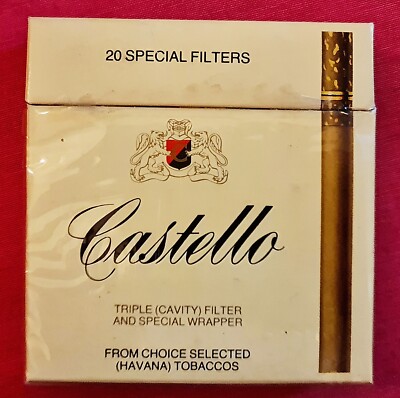 20 SPECIAL FILTERS
Castello
TRIPLE (CAVITY) FILTER
AND SPECIAL WRAPPER
FROM CHOICE SELECTED
(HAVANA) TOBACCOS